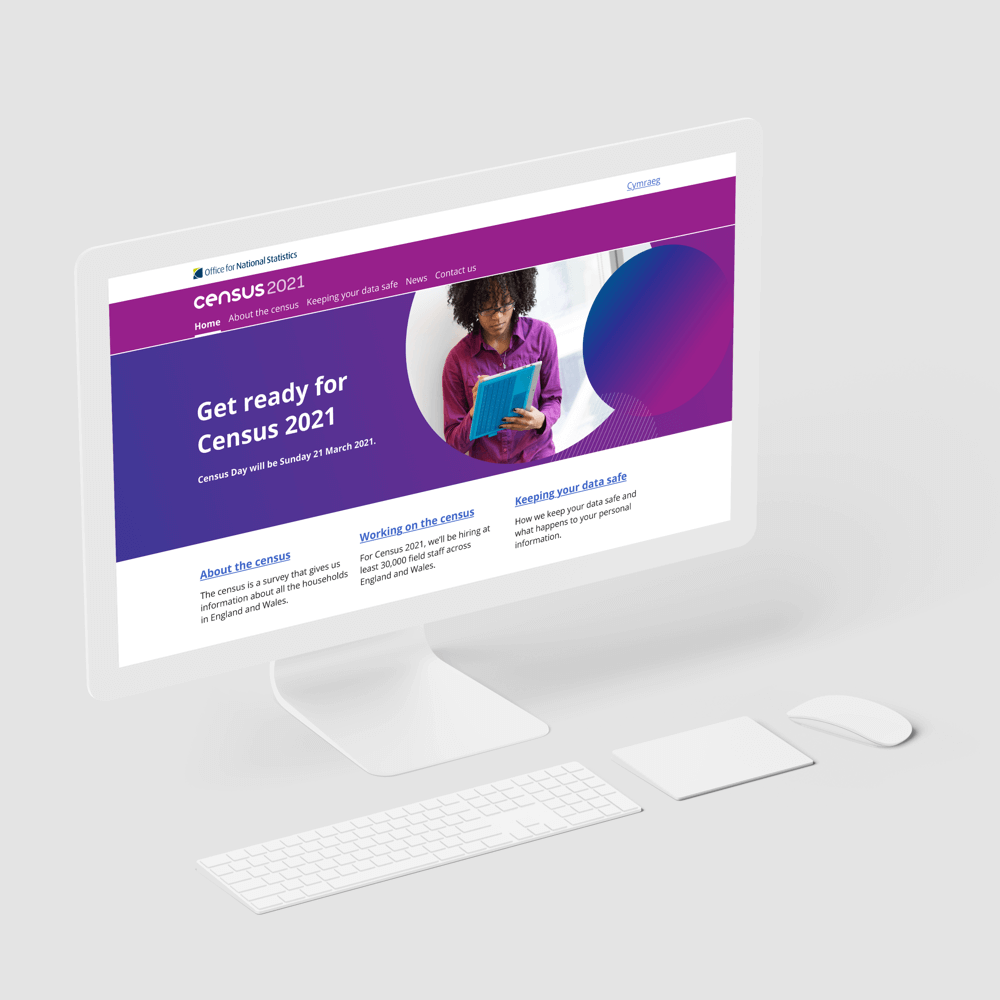 Cymraeg
Office for National Statistics
census 2021
Home About the census Keeping your data safe News Contact us
Get ready for
Census 2021
Census Day will be Sunday 21 March 2021.
About the census
The census is a survey that gives us
information about all the households
in England and Wales.
Working on the census
For Census 2021, we'll be hiring at
least 30,000 field staff across
England and Wales.
Keeping your data safe
How we keep your data safe and
what happens to your personal
information.